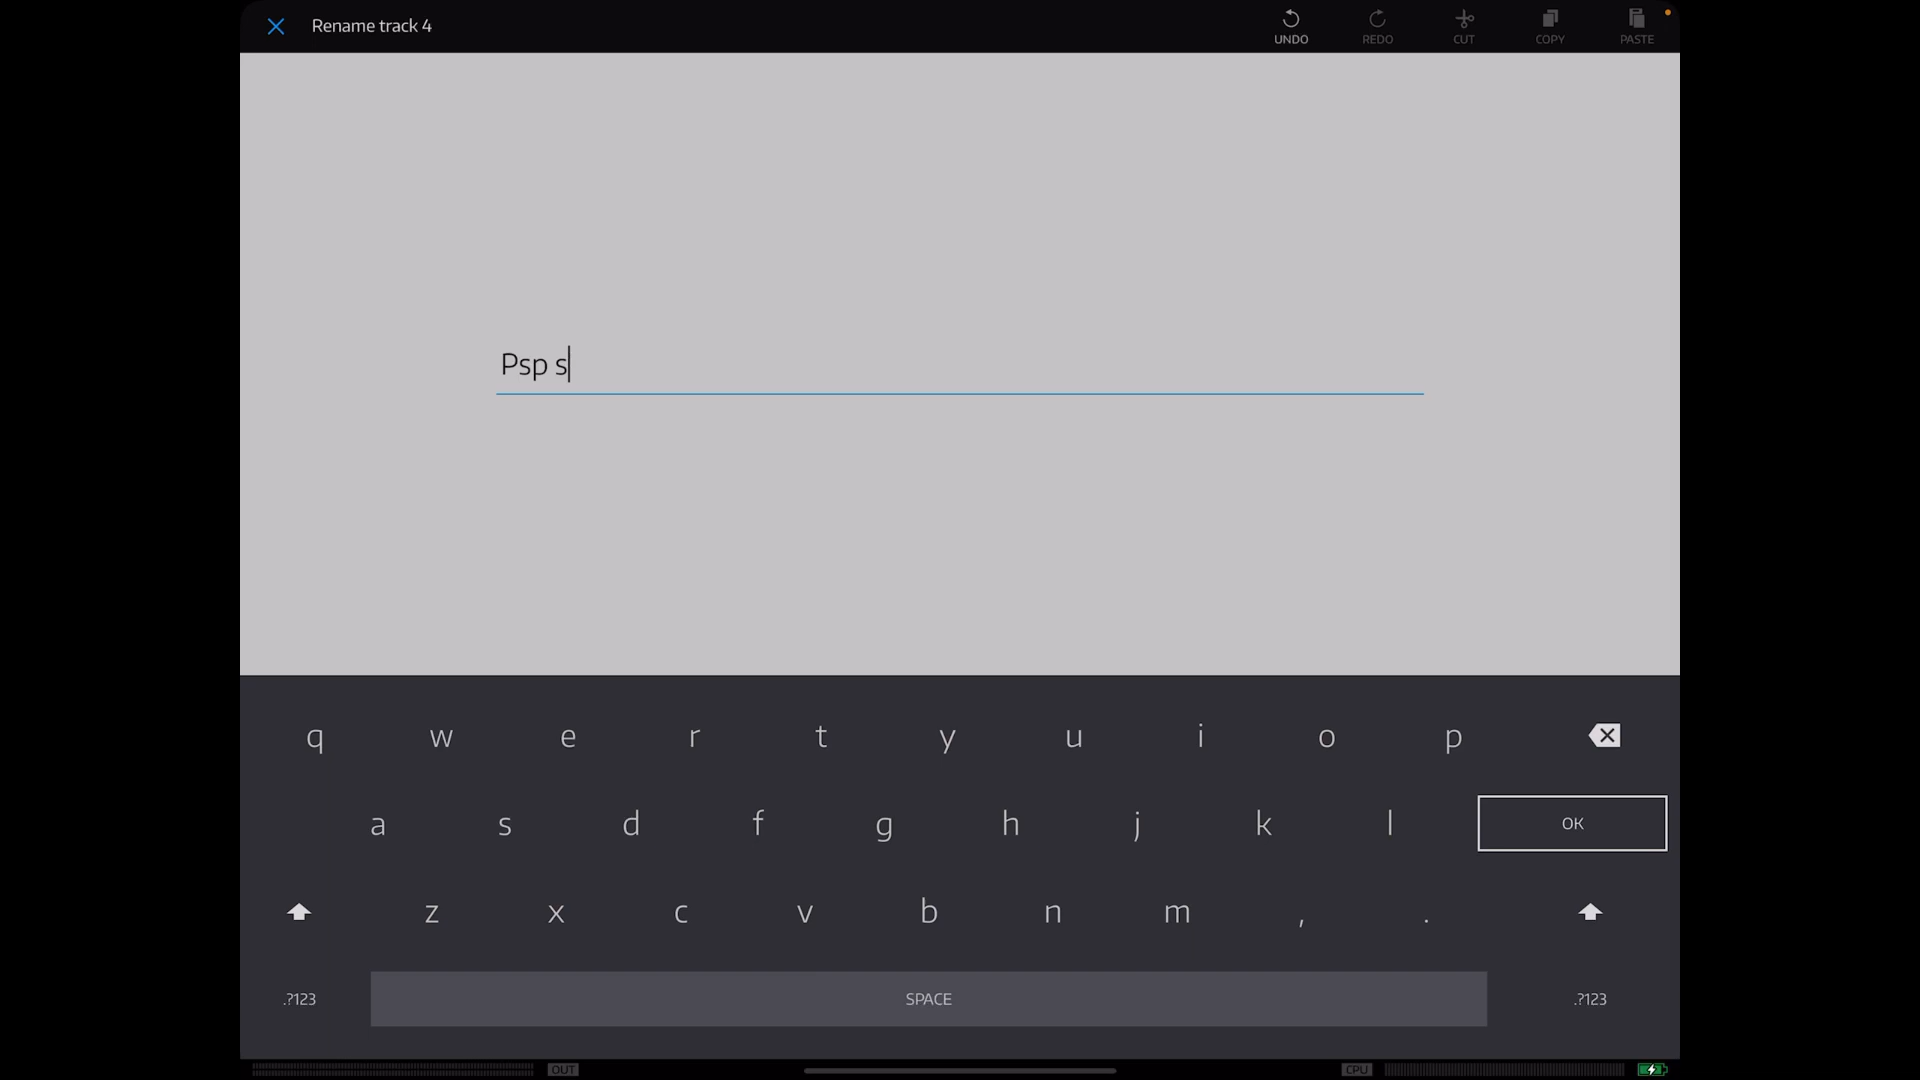 Rename track 4
UNDO REDO CUT COPY PASTE
Psp s
q w e r t y u i o p
a s d f g h j k l OK
z x c v b n m , .
.?123 SPACE .?123
OUT CPU